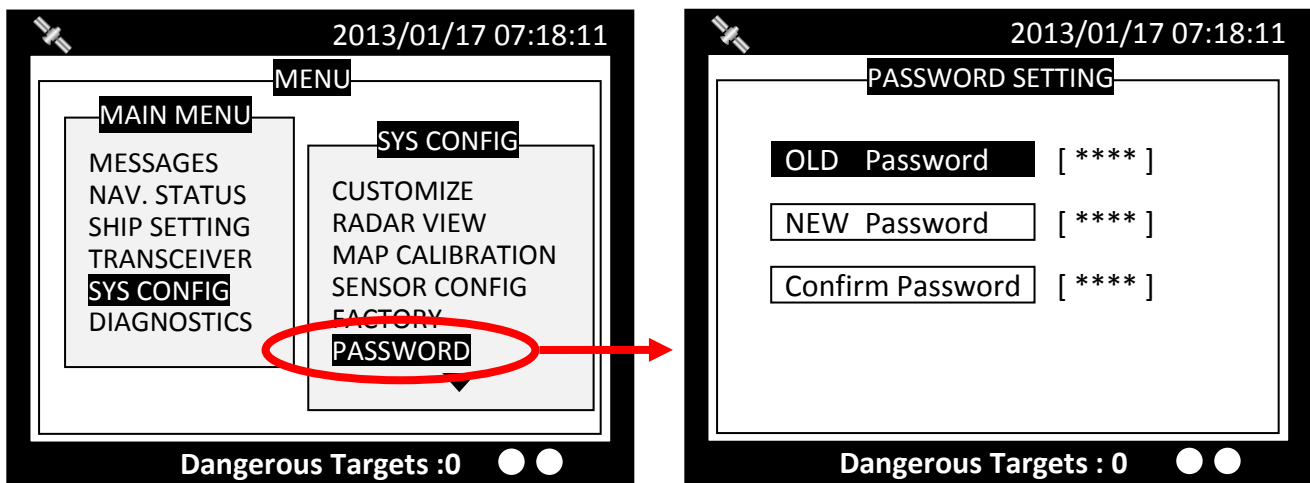 2013/01/17 07:18:11
MENU
MAIN MENU
MESSAGES
NAV. STATUS
SHIP SETTING
TRANSCEIVER
SYS CONFIG
DIAGNOSTICS
SYS CONFIG
CUSTOMIZE
RADAR VIEW
MAP CALIBRATION
SENSOR CONFIG
FACTORY
PASSWORD
Dangerous Targets :0
2013/01/17 07:18:11
PASSWORD SETTING
OLD Password [ **** ]
NEW Password [ **** ]
Confirm Password [ **** ]
Dangerous Targets : 0